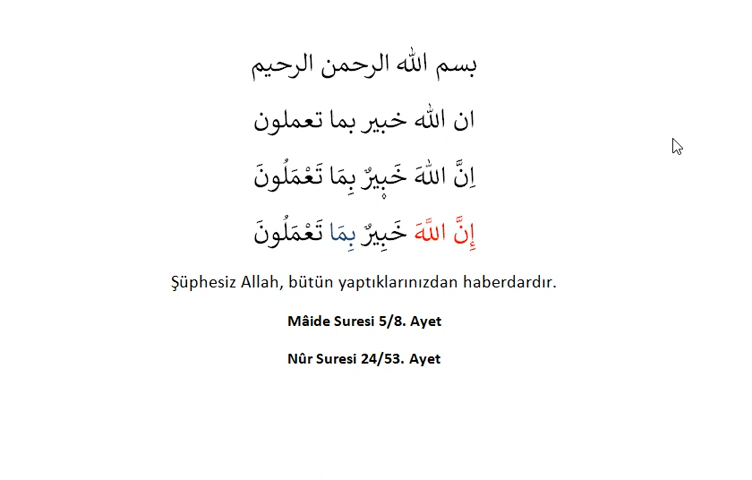 بسم الله الرحمن الرحيم
ان الله خبير بما تعملون
اِنَّ اللهَ خَبِيرٌ بِمَا تَعْمَلُونَ
إِنَّ اللَّهَ خَبِيرٌ بِمَا تَعْمَلُونَ
Şüphesiz Allah, bütün yaptıklarınızdan haberdardır.
Mâide Suresi 5/8. Ayet
Nûr Suresi 24/53. Ayet